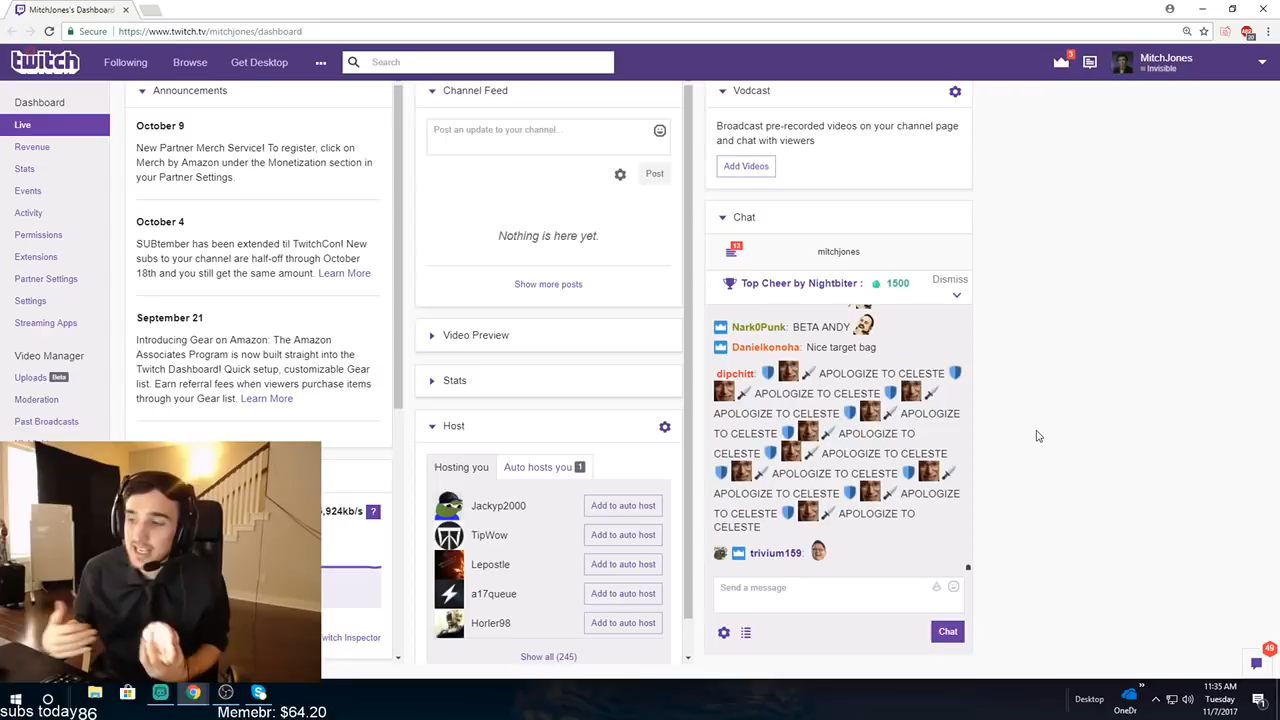 MitchJones's Dashboard
Secure
https://www.twitch.tv/mitchjones/dashboard
twitch
Following
Browse
Get Desktop
Search
3
MitchJones
Invisible
Dashboard
Live
Revenue
Stats
Events
Activity
Permissions
Extensions
Partner Settings
Settings
Streaming Apps
Video Manager
Uploads Beta
Moderation
Past Broadcasts
Announcements
October 9
New Partner Merch Service! To register, click on
Merch by Amazon under the Monetization section in
your Partner Settings.
October 4
SUBtember has been extended til TwitchCon! New
subs to your channel are half-off through October
18th and you still get the same amount. Learn More
September 21
Introducing Gear on Amazon: The Amazon
Associates Program is now built straight into the
Twitch Dashboard! Quick setup, customizable Gear
list. Earn referral fees when viewers purchase items
through your Gear list. Learn More
,924kb/s ?
witch Inspector
Channel Feed
Post an update to your channel...
Post
Nothing is here yet.
Show more posts
Video Preview
Stats
Host
Hosting you
Auto hosts you 1
Jackyp2000 Add to auto host
TipWow Add to auto host
Lepostle Add to auto host
a17queue Add to auto host
Horler98 Add to auto host
Show all (245)
Vodcast
Broadcast pre-recorded videos on your channel page
and chat with viewers
Add Videos
Chat
13
mitchjones
Top Cheer by Nightbiter : 1500
Dismiss
Nark0Punk: BETA ANDY
Danielkonoha: Nice target bag
dipchitt: APOLOGIZE TO CELESTE
APOLOGIZE TO CELESTE
APOLOGIZE TO CELESTE APOLOGIZE
TO CELESTE APOLOGIZE TO
CELESTE APOLOGIZE TO CELESTE
APOLOGIZE TO CELESTE
APOLOGIZE TO CELESTE APOLOGIZE
TO CELESTE APOLOGIZE TO
CELESTE
trivium159:
Send a message
Chat
49
subs today86
Memebr: $64.20
Desktop
OneDr
11:35 AM
Tuesday
11/7/2017
1